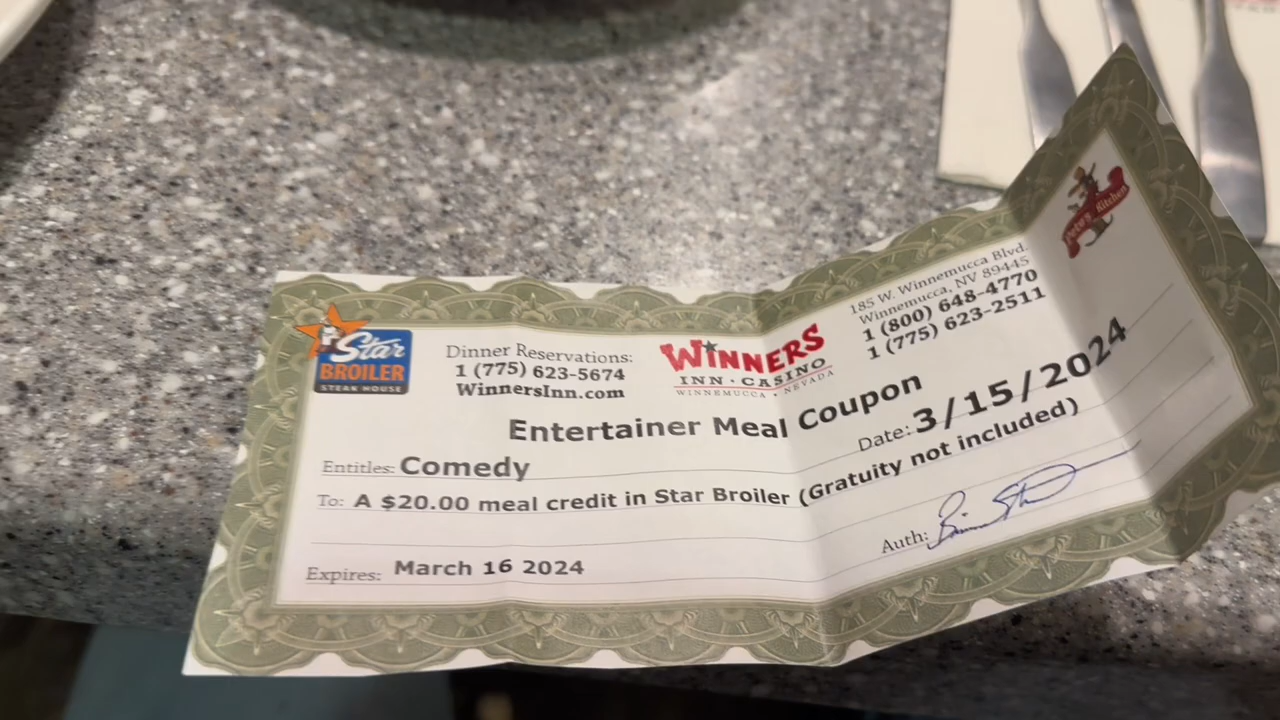 Star
BROILER
STEAK HOUSE
Dinner Reservations:
1 (775) 623-5674
WinnersInn.com
WINNERS
INN · CASINO
WINNEMUCCA · NEVADA
185 W. Winnemucca Blvd.
Winnemucca, NV 89445
1 (800) 648-4770
1 (775) 623-2511
Pete's Kitchen
Entertainer Meal Coupon
Date: 3/15/2024
Entitles: Comedy
To: A $20.00 meal credit in Star Broiler (Gratuity not included)
Expires: March 16 2024
Auth: